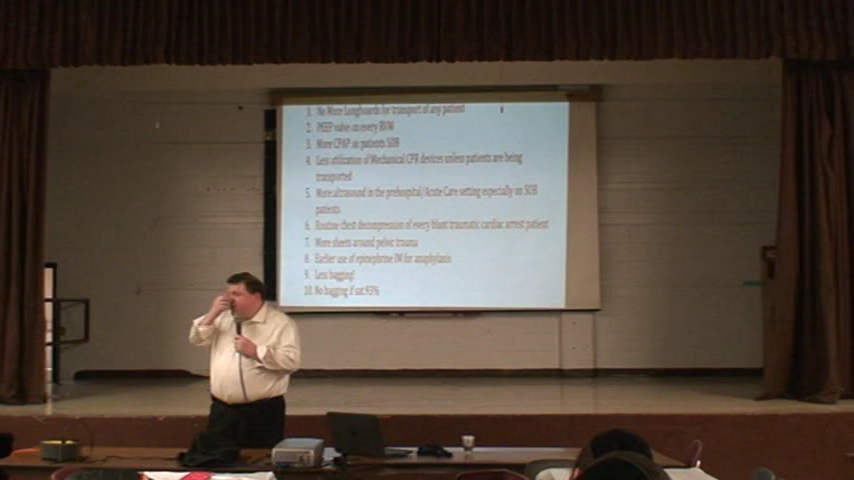 1. No More Longboards for transport of any patient
2. PEEP valve on every BVM
3. More CPAP on patients SOB
4. Less utilization of Mechanical CPR devices unless patients are being
transported
5. More ultrasound in the prehospital/Acute Care setting especially on SOB
patients.
6. Routine chest decompression of every blunt traumatic cardiac arrest patient
7. More sheets around pelvic trauma
8. Earlier use of epinephrine IM for anaphylaxis
9. Less bagging!
10. No bagging if sat 93%